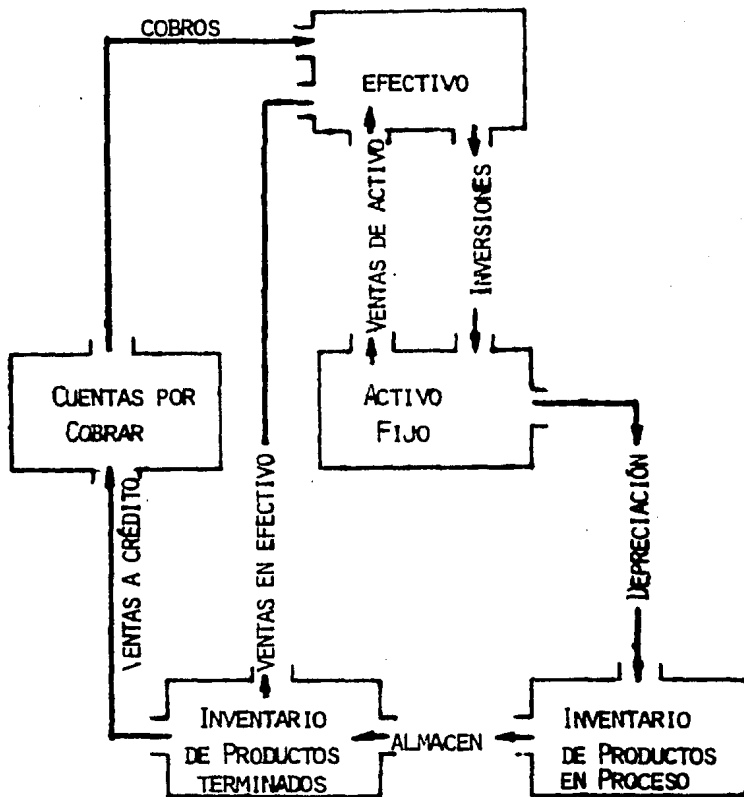 COBROS
EFECTIVO
VENTAS DE ACTIVO
INVERSIONES
CUENTAS POR
COBRAR
ACTIVO
FIJO
VENTAS A CRÉDITO
VENTAS EN EFECTIVO
DEPRECIACIÓN
INVENTARIO
DE PRODUCTOS
TERMINADOS
ALMACEN
INVENTARIO
DE PRODUCTOS
EN PROCESO